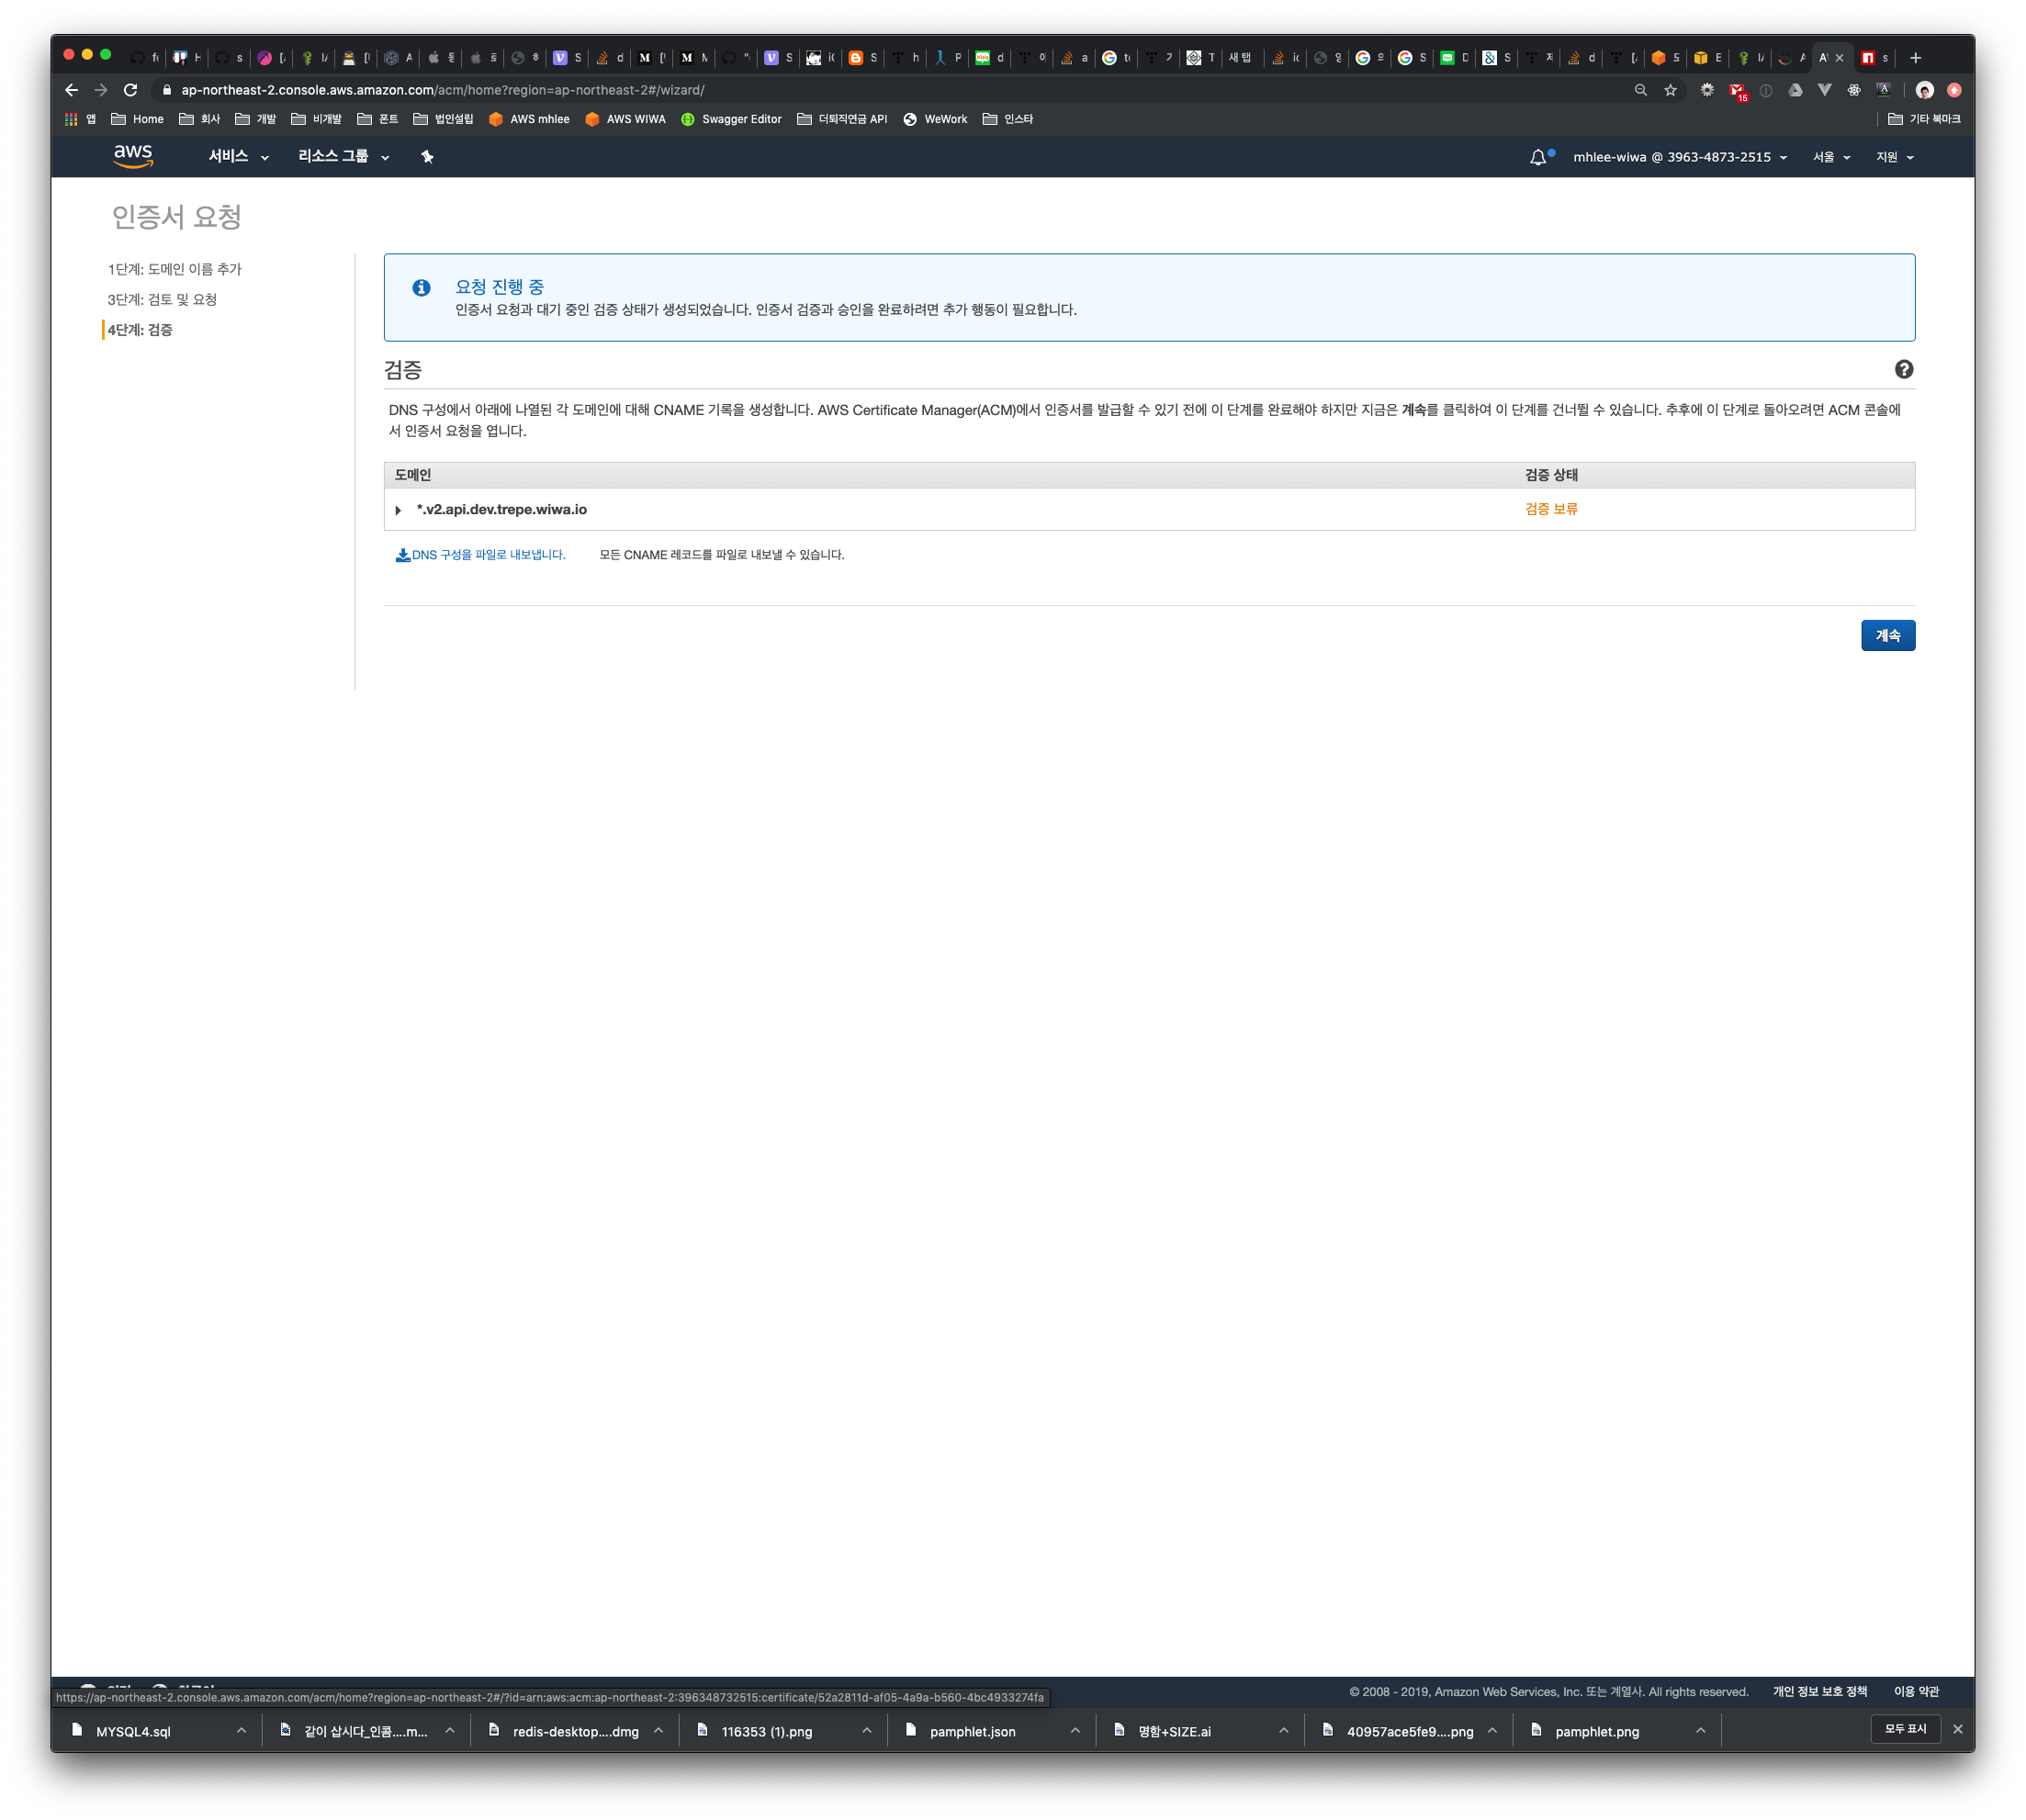 ap-northeast-2.console.aws.amazon.com/acm/home?region=ap-northeast-2#/wizard/
15
앱 Home 회사 개발 비개발 폰트 법인설립 AWS mhlee AWS WIWA Swagger Editor 더퇴직연금 API WeWork 인스타 기타 북마크
aws 서비스 리소스 그룹 mhlee-wiwa @ 3963-4873-2515 서울 지원
인증서 요청
1단계: 도메인 이름 추가
3단계: 검토 및 요청
4단계: 검증
요청 진행 중
인증서 요청과 대기 중인 검증 상태가 생성되었습니다. 인증서 검증과 승인을 완료하려면 추가 행동이 필요합니다.
검증
DNS 구성에서 아래에 나열된 각 도메인에 대해 CNAME 기록을 생성합니다. AWS Certificate Manager(ACM)에서 인증서를 발급할 수 있기 전에 이 단계를 완료해야 하지만 지금은 계속를 클릭하여 이 단계를 건너뛸 수 있습니다. 추후에 이 단계로 돌아오려면 ACM 콘솔에
서 인증서 요청을 엽니다.
도메인 검증 상태
*.v2.api.dev.trepe.wiwa.io 검증 보류
DNS 구성을 파일로 내보냅니다. 모든 CNAME 레코드를 파일로 내보낼 수 있습니다.
계속
© 2008 - 2019, Amazon Web Services, Inc. 또는 계열사. All rights reserved. 개인 정보 보호 정책 이용 약관
https://ap-northeast-2.console.aws.amazon.com/acm/home?region=ap-northeast-2#/?id=arn:aws:acm:ap-northeast-2:396348732515:certificate/52a2811d-af05-4a9a-b560-4bc4933274fa
MYSQL4.sql 같이 삽시다_인콤....m... redis-desktop....dmg 116353 (1).png pamphlet.json 명함+SIZE.ai 40957ace5fe9....png pamphlet.png 모두 표시